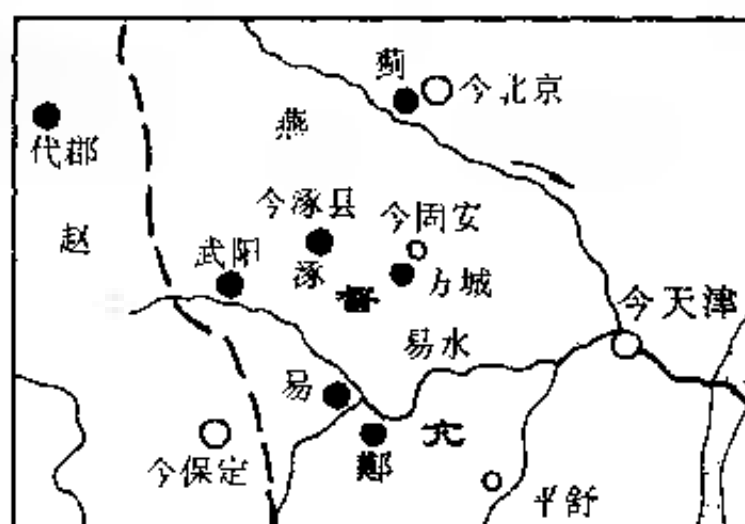 蓟
今北京
燕
代郡
今涿县
今固安
赵
武阳
涿
督
方城
今天津
易水
易
亢
今保定
鄚
平舒